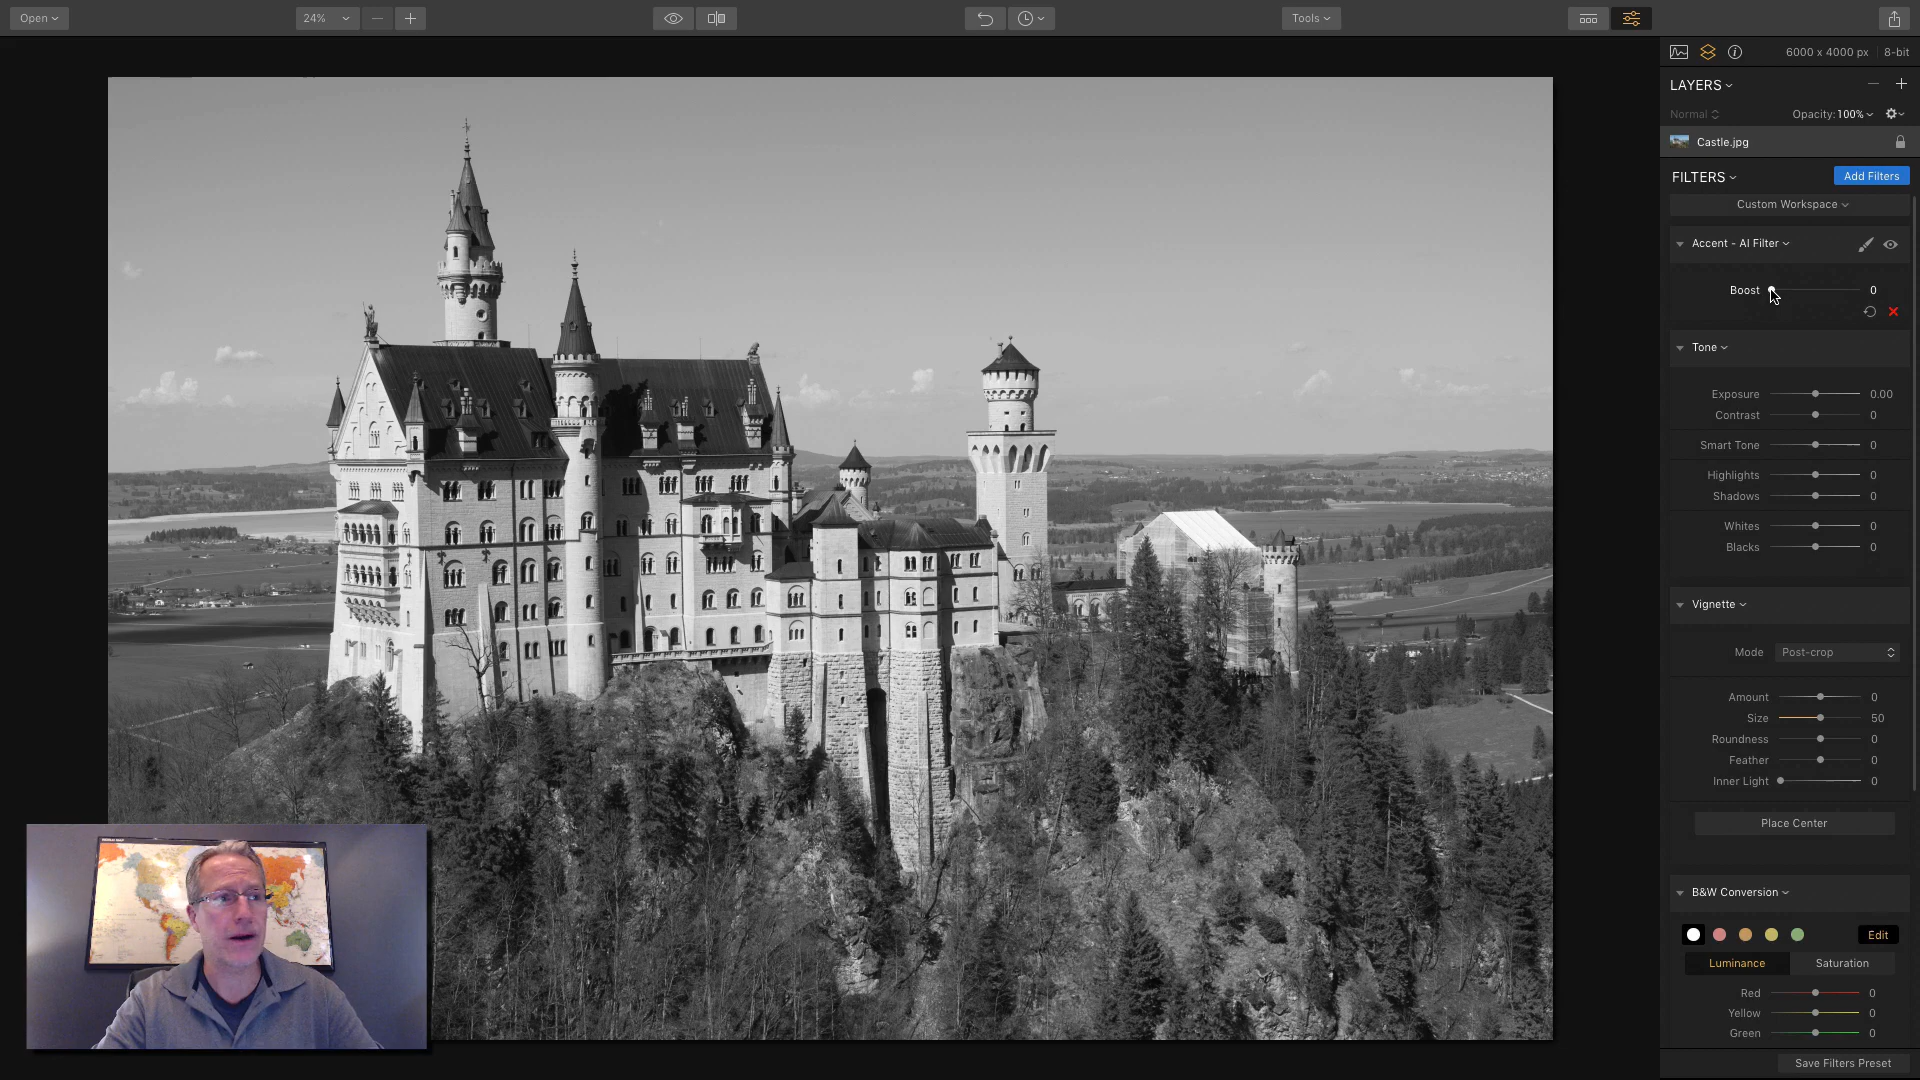 Open
24%
Tools
6000 x 4000 px 8-bit
LAYERS
Normal Opacity: 100%
Castle.jpg
FILTERS Add Filters
Custom Workspace
Accent - AI Filter
Boost 0
Tone
Exposure 0.00
Contrast 0
Smart Tone 0
Highlights 0
Shadows 0
Whites 0
Blacks 0
Vignette
Mode Post-crop
Amount 0
Size 50
Roundness 0
Feather 0
Inner Light 0
Place Center
B&W Conversion
Edit
Luminance Saturation
Red 0
Yellow 0
Green 0
Save Filters Preset